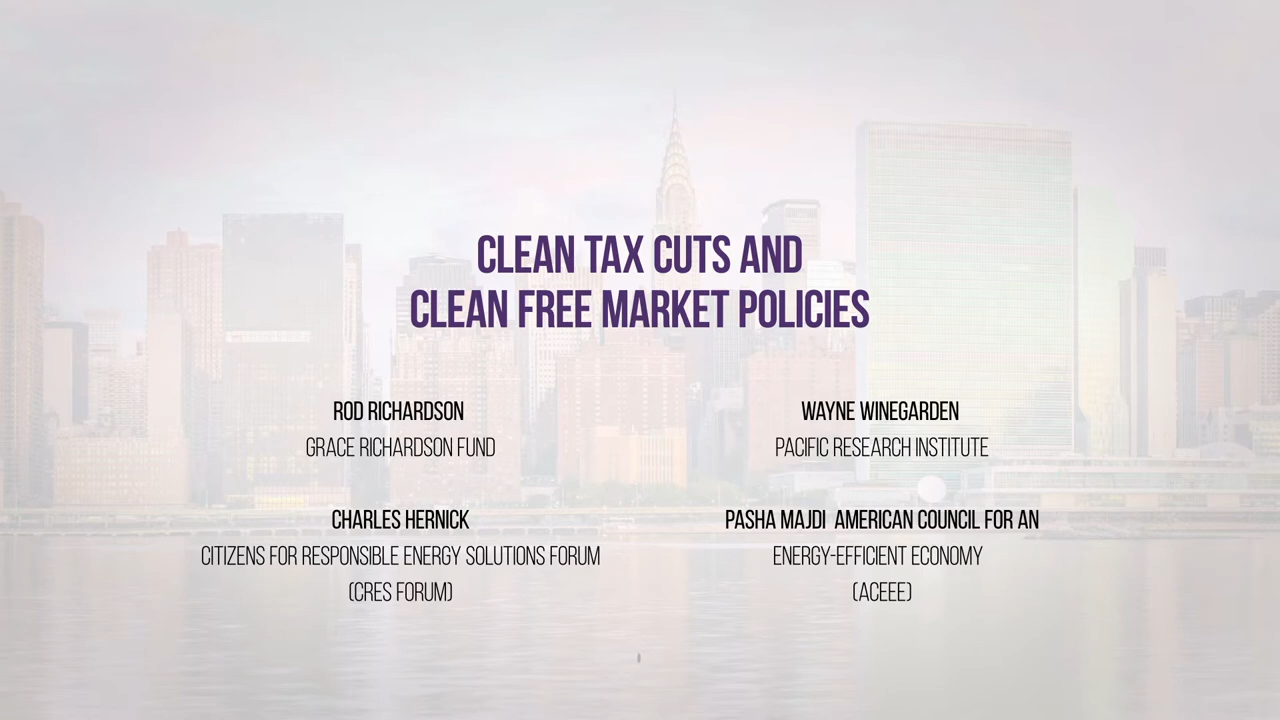 CLEAN TAX CUTS AND
CLEAN FREE MARKET POLICIES
ROD RICHARDSON
GRACE RICHARDSON FUND
WAYNE WINEGARDEN
PACIFIC RESEARCH INSTITUTE
CHARLES HERNICK
CITIZENS FOR RESPONSIBLE ENERGY SOLUTIONS FORUM
(CRES FORUM)
PASHA MAJDI AMERICAN COUNCIL FOR AN
ENERGY-EFFICIENT ECONOMY
(ACEEE)